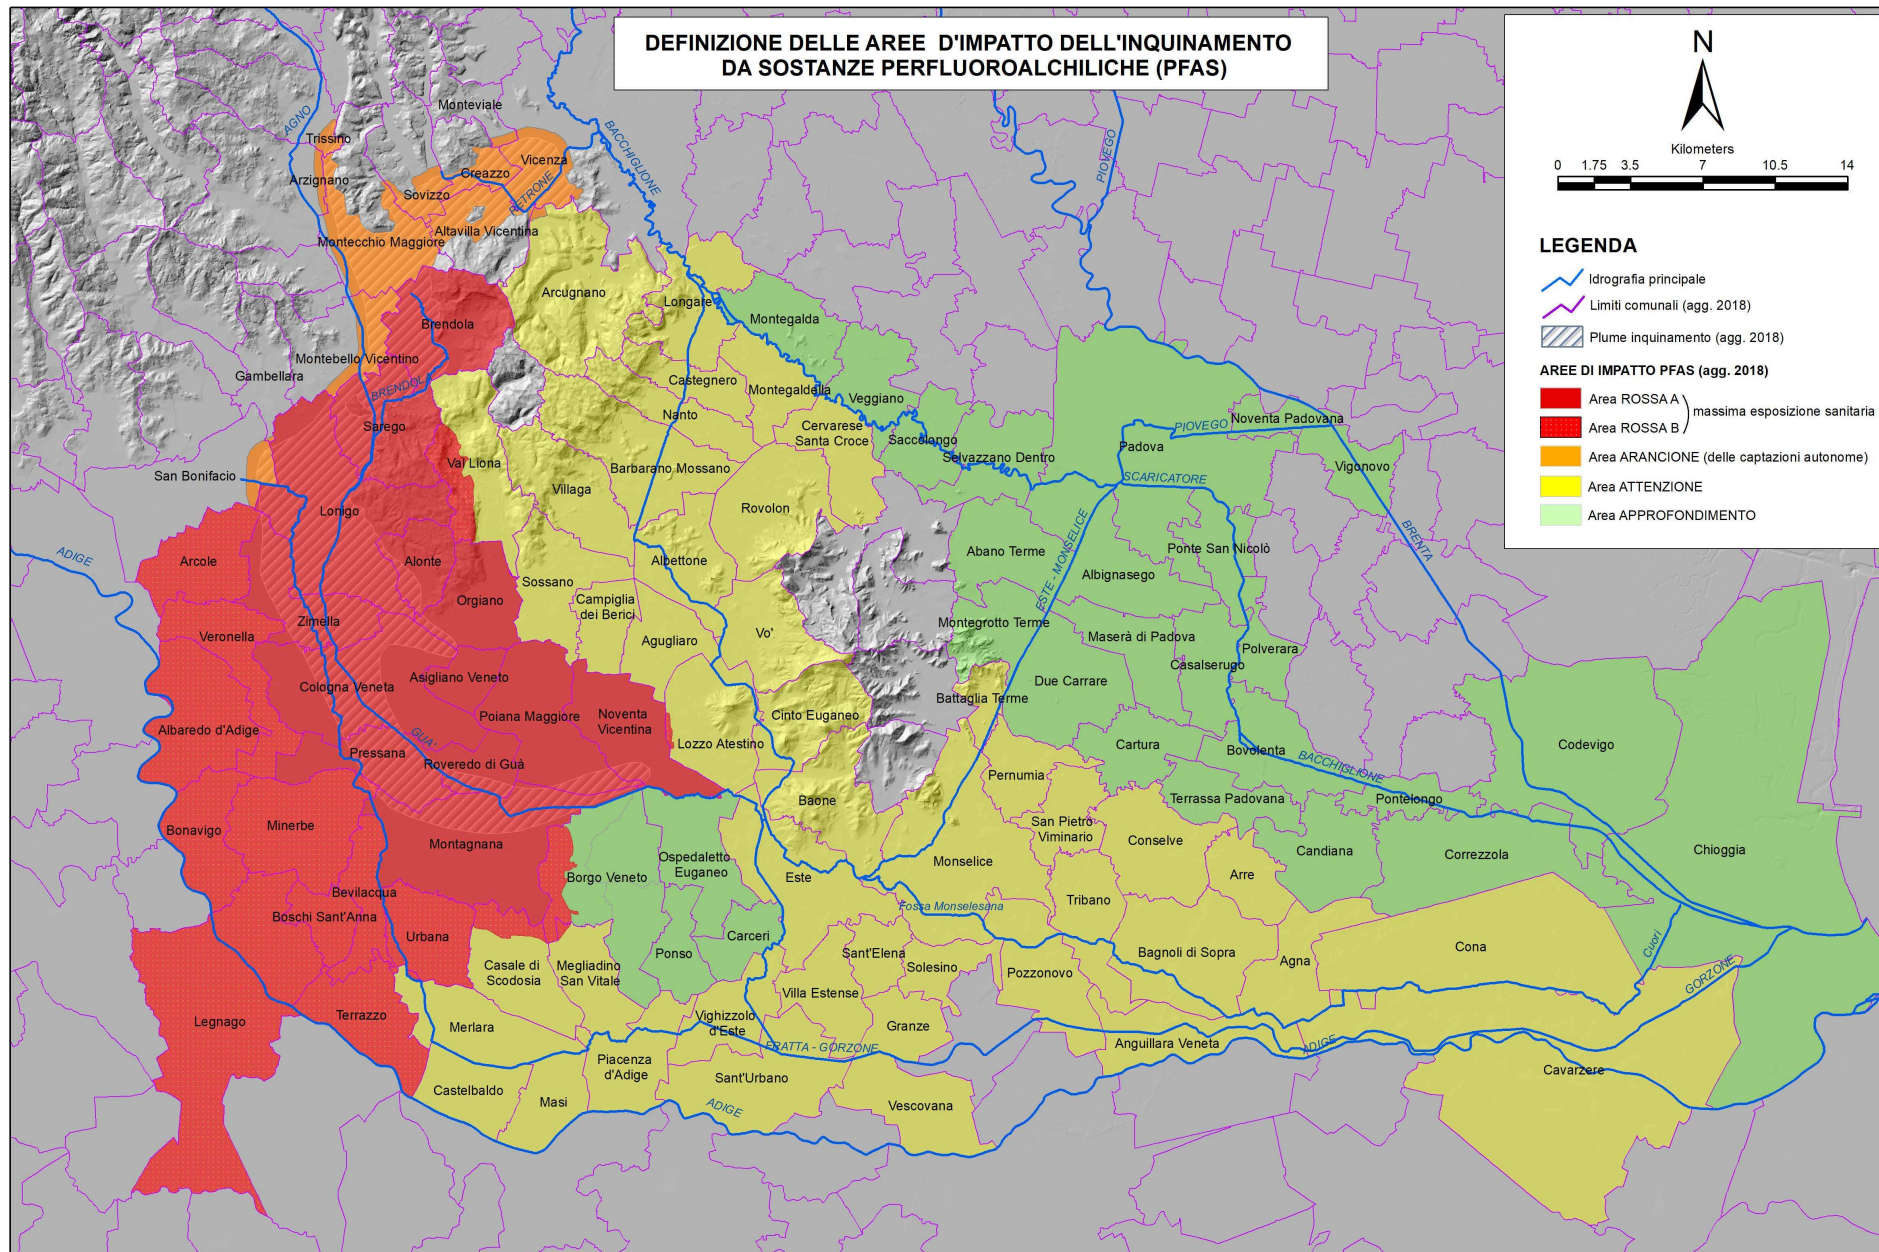 DEFINIZIONE DELLE AREE D'IMPATTO DELL'INQUINAMENTO
DA SOSTANZE PERFLUOROALCHILICHE (PFAS)
N
Kilometers
0 1.75 3.5 7 10.5 14
LEGENDA
Idrografia principale
Limiti comunali (agg. 2018)
Plume inquinamento (agg. 2018)
AREE DI IMPATTO PFAS (agg. 2018)
Area ROSSA A
massima esposizione sanitaria
Area ROSSA B
Area ARANCIONE (delle captazioni autonome)
Area ATTENZIONE
Area APPROFONDIMENTO
Monteviale
AGNO
Trissino
BACCHIGLIONE
PIOVEGO
Vicenza
Creazzo
Arzignano
Sovizzo
RETRONE
Altavilla Vicentina
Montecchio Maggiore
Arcugnano
Longare
Montegalda
Brendola
Montebello Vicentino
Gambellara
BRENDOLA
Castegnero
Montegaldella
Veggiano
Nanto
Cervarese
Santa Croce
Sarego
Saccolongo
Selvazzano Dentro
PIOVEGO
Noventa Padovana
Padova
Val Liona
Barbarano Mossano
Vigonovo
San Bonifacio
Villaga
SCARICATORE
Lonigo
Rovolon
BRENTA
ADIGE
Arcole
Alonte
Albettone
Abano Terme
Ponte San Nicolò
Albignasego
ESTE - MONSELICE
Sossano
Orgiano
Campiglia
dei Berici
Zimella
Veronella
Agugliaro
Vo'
Montegrotto Terme
Maserà di Padova
Polverara
Casalserugo
Asigliano Veneto
Cologna Veneta
Due Carrare
Battaglia Terme
Poiana Maggiore
Noventa
Vicentina
Cinto Euganeo
Albaredo d'Adige
GUA'
Lozzo Atestino
Pressana
Roveredo di Guà
Cartura
Bovolenta
Codevigo
BACCHIGLIONE
Pernumia
Baone
Terrassa Padovana
Pontelongo
Bonavigo
Minerbe
San Pietro
Viminario
Montagnana
Conselve
Candiana
Correzzola
Chioggia
Ospedaletto
Euganeo
Monselice
Borgo Veneto
Este
Arre
Bevilacqua
Fossa Monselesana
Tribano
Boschi Sant'Anna
Urbana
Carceri
Casale di
Scodosia
Megliadino
San Vitale
Ponso
Sant'Elena
Solesino
Bagnoli di Sopra
Agna
Cona
Cuori
GORZONE
Pozzonovo
Villa Estense
Legnago
Terrazzo
Merlara
Vighizzolo
d'Este
Granze
FRATTA - GORZONE
Anguillara Veneta
ADIGE
Piacenza
d'Adige
Sant'Urbano
Cavarzere
Castelbaldo
Masi
ADIGE
Vescovana